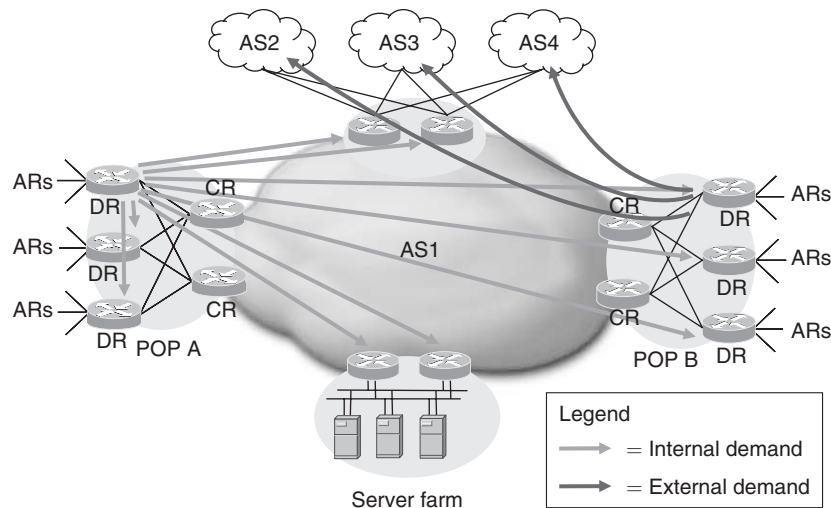 AS2
AS3
AS4
ARs
DR
CR
CR
DR
ARs
ARs
DR
AS1
DR
ARs
ARs
DR
CR
CR
DR
ARs
POP A
POP B
Legend
= Internal demand
= External demand
Server farm